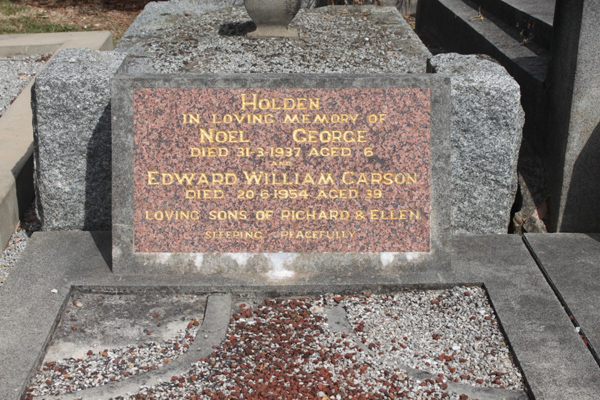 HOLDEN
IN LOVING MEMORY OF
NOEL GEORGE
DIED 31-3-1937 AGED 6
AND
EDWARD WILLIAM CARSON
DIED 20-6-1954 AGED 39
LOVING SONS OF RICHARD & ELLEN
SLEEPING PEACEFULLY